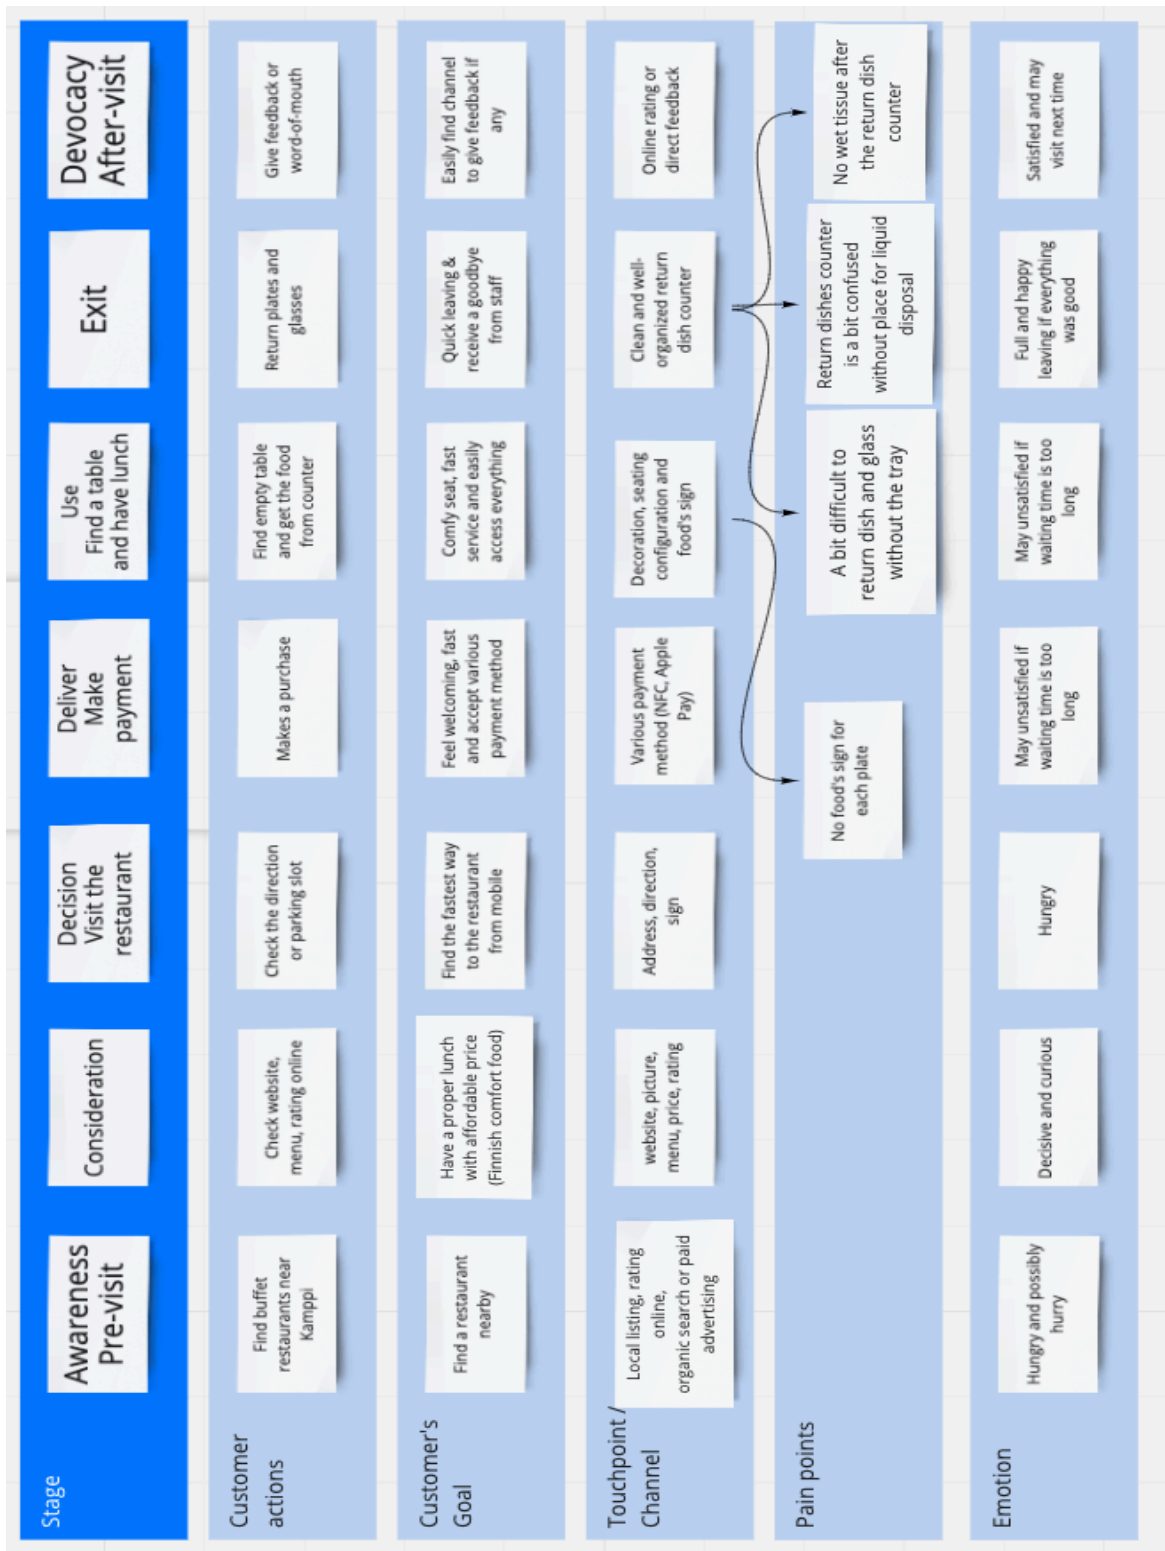 Stage
Awareness
Pre-visit
Consideration
Decision
Visit the
restaurant
Deliver
Make
payment
Use
Find a table
and have lunch
Exit
Devocacy
After-visit
Customer
actions
Find buffet
restaurants near
Kamppi
Check website,
menu, rating online
Check the direction
or parking slot
Makes a purchase
Find empty table
and get the food
from counter
Return plates and
glasses
Give feedback or
word-of-mouth
Customer's
Goal
Find a restaurant
nearby
Have a proper lunch
with affordable price
(Finnish comfort food)
Find the fastest way
to the restaurant
from mobile
Feel welcoming, fast
and accept various
payment method
Comfy seat, fast
service and easily
access everything
Quick leaving &
receive a goodbye
from staff
Easily find channel
to give feedback if
any
Touchpoint /
Channel
Local listing, rating
online,
organic search or paid
advertising
website, picture,
menu, price, rating
Address, direction,
sign
Various payment
method (NFC, Apple
Pay)
Decoration, seating
configuration and
food's sign
Clean and well-
organized return
dish counter
Online rating or
direct feedback
Pain points
No food's sign for
each plate
A bit difficult to
return dish and glass
without the tray
Return dishes counter
is a bit confused
without place for liquid
disposal
No wet tissue after
the return dish
counter
Emotion
Hungry and possibly
hurry
Decisive and curious
Hungry
May unsatisfied if
waiting time is too
long
May unsatisfied if
waiting time is too
long
Full and happy
leaving if everything
was good
Satisfied and may
visit next time